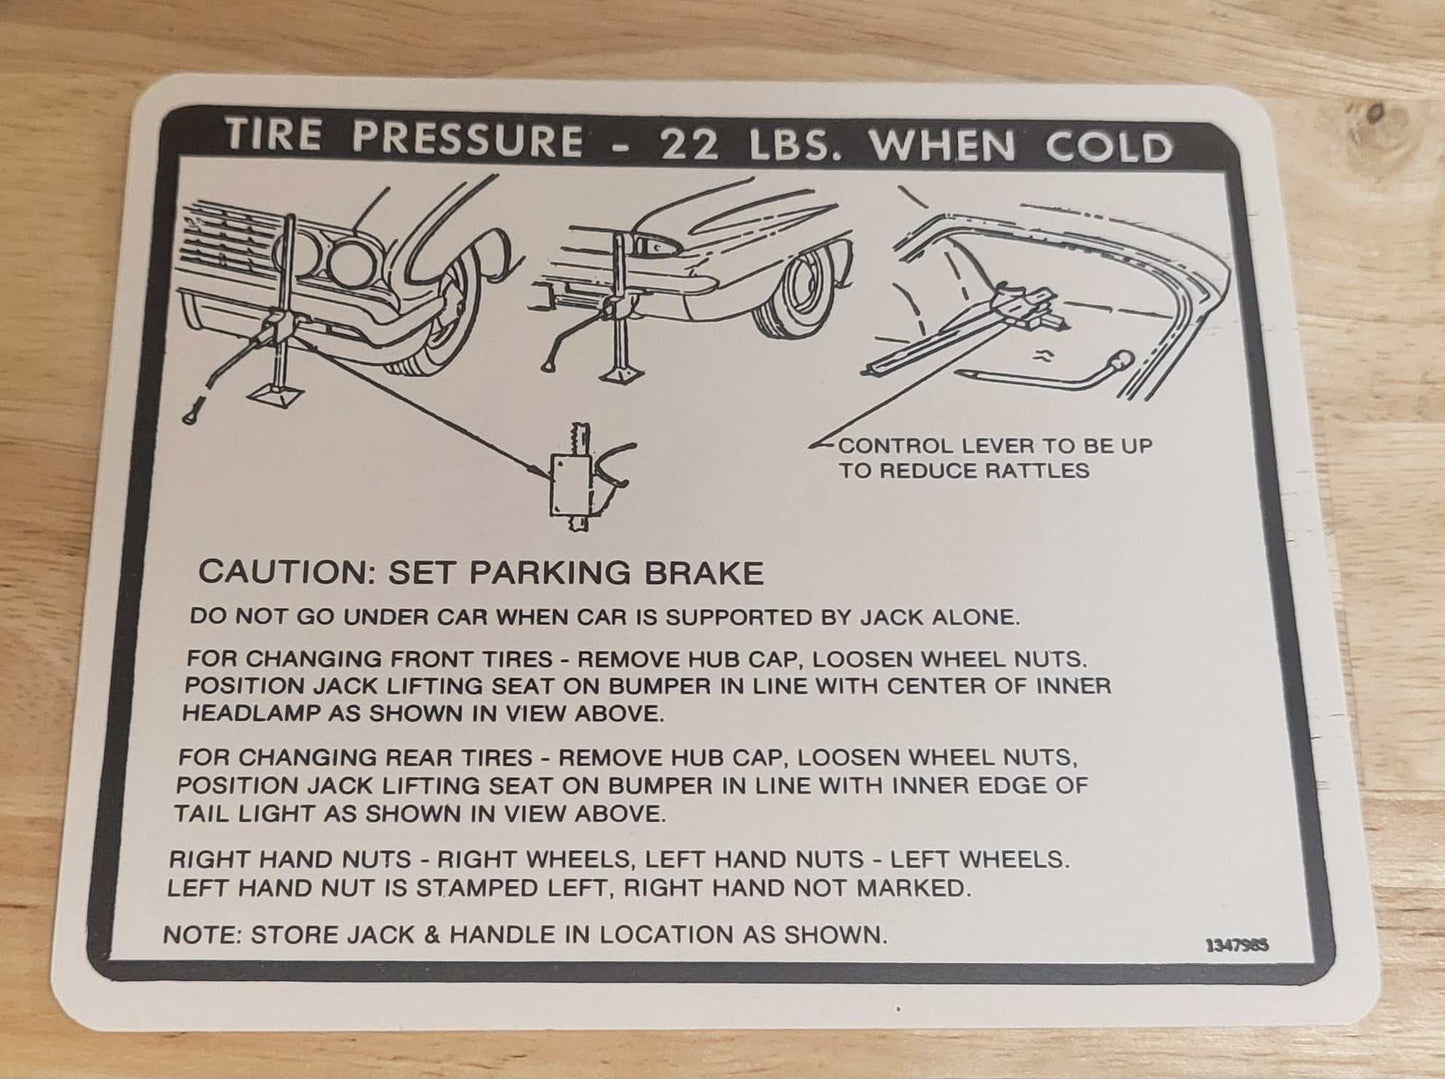 TIRE PRESSURE - 22 LBS. WHEN COLD
CONTROL LEVER TO BE UP
TO REDUCE RATTLES
CAUTION: SET PARKING BRAKE
DO NOT GO UNDER CAR WHEN CAR IS SUPPORTED BY JACK ALONE.
FOR CHANGING FRONT TIRES - REMOVE HUB CAP, LOOSEN WHEEL NUTS.
POSITION JACK LIFTING SEAT ON BUMPER IN LINE WITH CENTER OF INNER
HEADLAMP AS SHOWN IN VIEW ABOVE.
FOR CHANGING REAR TIRES - REMOVE HUB CAP, LOOSEN WHEEL NUTS,
POSITION JACK LIFTING SEAT ON BUMPER IN LINE WITH INNER EDGE OF
TAIL LIGHT AS SHOWN IN VIEW ABOVE.
RIGHT HAND NUTS - RIGHT WHEELS, LEFT HAND NUTS - LEFT WHEELS.
LEFT HAND NUT IS STAMPED LEFT, RIGHT HAND NOT MARKED.
NOTE: STORE JACK & HANDLE IN LOCATION AS SHOWN.
1347985